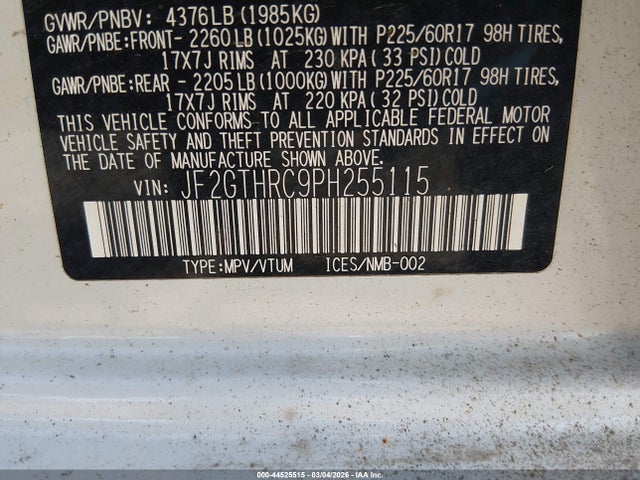 GVWR/PNBV: 4376LB (1985KG)
GAWR/PNBE:FRONT- 2260LB (1025KG) WITH P225/60R17 98H TIRES,
17X7J RIMS AT 230 KPA (33 PSI) COLD
GAWR/PNBE:REAR - 2205LB (1000KG) WITH P225/60R17 98H TIRES,
17X7J RIMS AT 220 KPA (32 PSI) COLD
THIS VEHICLE CONFORMS TO ALL APPLICABLE FEDERAL MOTOR
VEHICLE SAFETY AND THEFT PREVENTION STANDARDS IN EFFECT ON
THE DATE OF MANUFACTURE SHOWN ABOVE.
VIN: JF2GTHRC9PH255115
TYPE:MPV/VTUM ICES/NMB-002
000-44525515 - 03/04/2026 - IAA Inc.